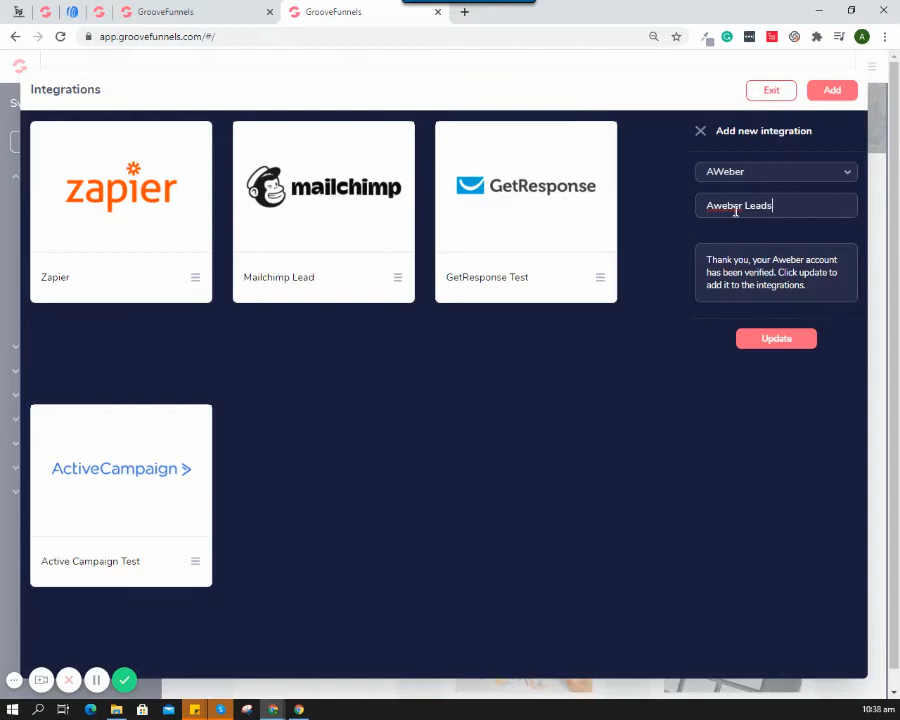 GrooveFunnels
GrooveFunnels
app.groovefunnels.com/#/
A
Integrations
Exit
Add
Add new integration
zapier
mailchimp
GetResponse
AWeber
Aweber Leads
Thank you, your Aweber account
has been verified. Click update to
add it to the integrations.
Zapier
Mailchimp Lead
GetResponse Test
Update
ActiveCampaign >
Active Campaign Test
10:38 am